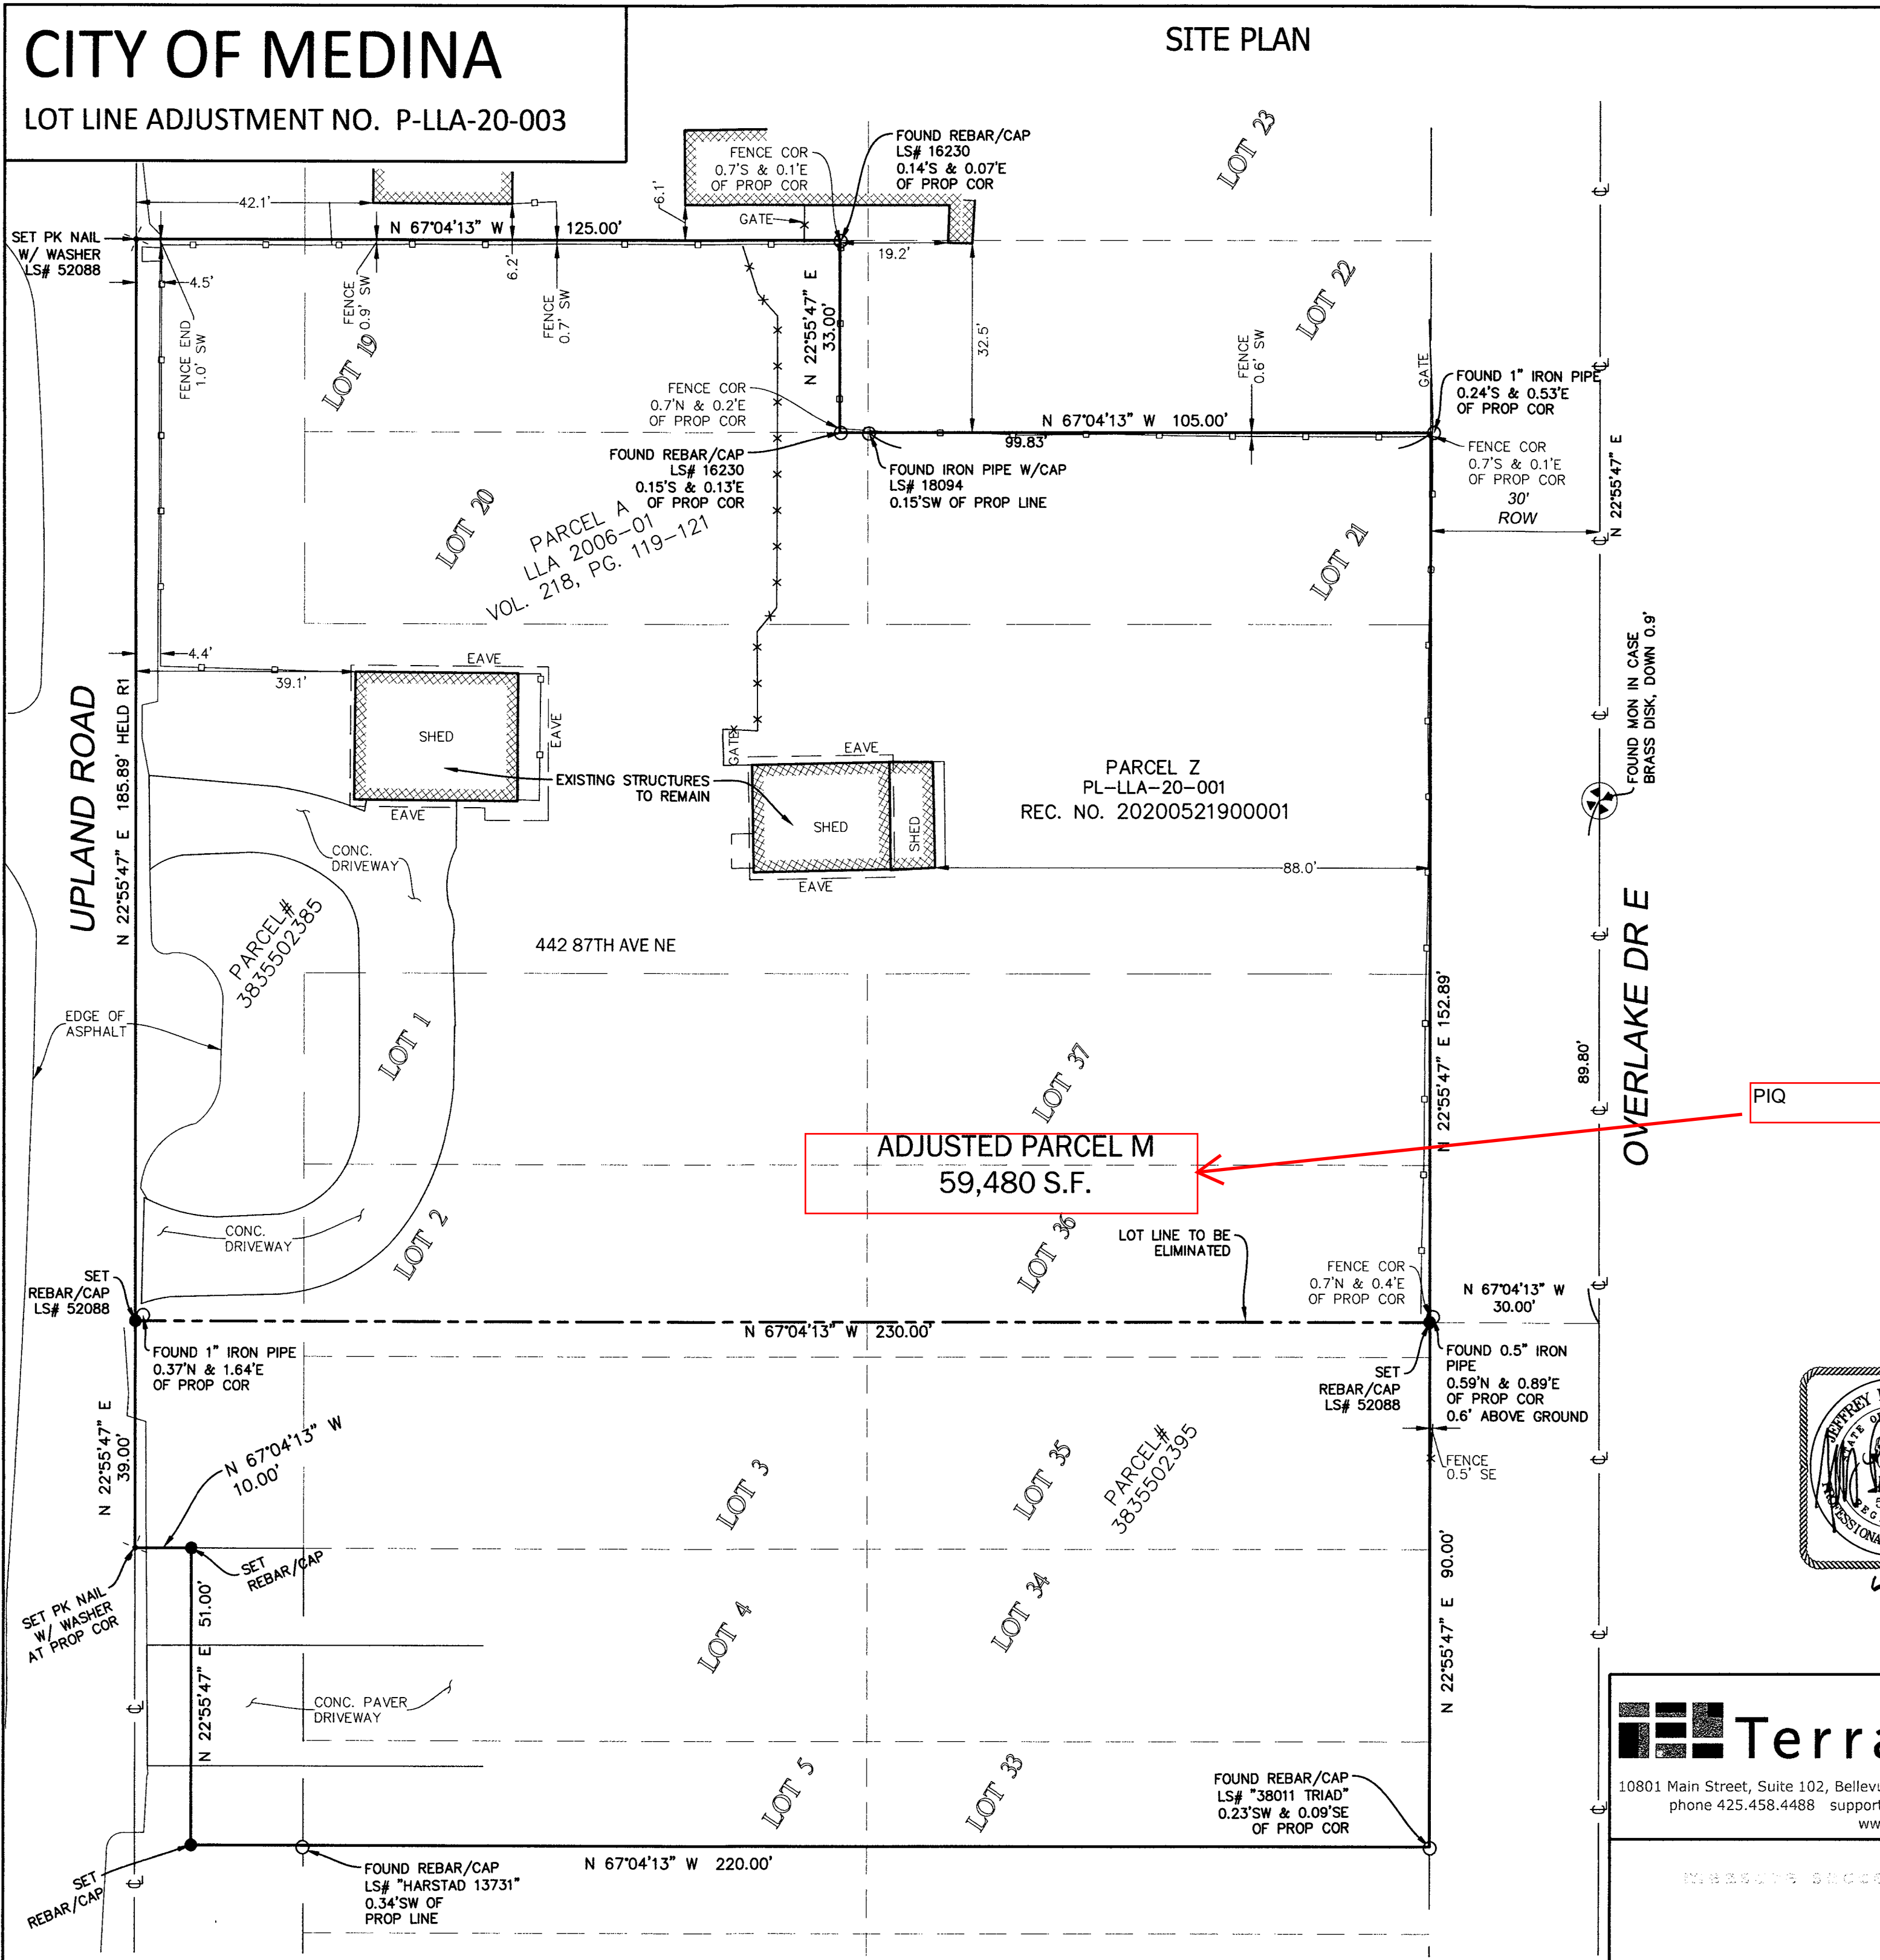 CITY OF MEDINA
LOT LINE ADJUSTMENT NO. P-LLA-20-003
SITE PLAN
LOT 23
FENCE COR
0.7'S & 0.1'E
OF PROP COR
FOUND REBAR/CAP
LS# 16230
0.14'S & 0.07'E
OF PROP COR
6.1'
GATE
42.1'
N 67°04'13" W 125.00'
SET PK NAIL
W/ WASHER
LS# 52088
4.5'
6.2'
19.2'
FENCE END
1.0' SW
FENCE
0.9' SW
FENCE
0.7' SW
LOT 19
N 22°55'47" E
33.00'
32.5'
LOT 22
FENCE
0.6' SW
GATE
FOUND 1" IRON PIPE
0.24'S & 0.53'E
OF PROP COR
FENCE COR
0.7'N & 0.2'E
OF PROP COR
N 67°04'13" W 105.00'
99.83'
FENCE COR
0.7'S & 0.1'E
OF PROP COR
N 22°55'47" E
FOUND REBAR/CAP
LS# 16230
0.15'S & 0.13'E
OF PROP COR
FOUND IRON PIPE W/CAP
LS# 18094
0.15'SW OF PROP LINE
30'
ROW
LOT 20
PARCEL A
LLA 2006-01
VOL. 218, PG. 119-121
LOT 21
4.4'
39.1'
EAVE
SHED
EAVE
EAVE
GATE
EAVE
EXISTING STRUCTURES
TO REMAIN
SHED
SHED
EAVE
PARCEL Z
PL-LLA-20-001
REC. NO. 20200521900001
88.0'
FOUND MON IN CASE
BRASS DISK, DOWN 0.9'
UPLAND ROAD
N 22°55'47" E 185.89' HELD R1
CONC.
DRIVEWAY
PARCEL#
3835502385
442 87TH AVE NE
EDGE OF
ASPHALT
LOT 1
LOT 37
N 22°55'47" E 152.89'
89.80'
OVERLAKE DR E
PIQ
ADJUSTED PARCEL M
59,480 S.F.
CONC.
DRIVEWAY
LOT 2
LOT 36
LOT LINE TO BE
ELIMINATED
FENCE COR
0.7'N & 0.4'E
OF PROP COR
N 67°04'13" W
30.00'
SET
REBAR/CAP
LS# 52088
N 67°04'13" W 230.00'
FOUND 1" IRON PIPE
0.37'N & 1.64'E
OF PROP COR
SET
REBAR/CAP
LS# 52088
FOUND 0.5" IRON
PIPE
0.59'N & 0.89'E
OF PROP COR
0.6' ABOVE GROUND
N 22°55'47" E
39.00'
N 67°04'13" W
10.00'
LOT 3
LOT 35
PARCEL#
3835502395
FENCE
0.5' SE
JEFFREY
STATE
SET PK NAIL
W/ WASHER
AT PROP COR
SET
REBAR/CAP
N 22°55'47" E 51.00'
LOT 4
LOT 34
N 22°55'47" E 90.00'
CONC. PAVER
DRIVEWAY
LOT 5
LOT 33
FOUND REBAR/CAP
LS# "38011 TRIAD"
0.23'SW & 0.09'SE
OF PROP COR
Terra
10801 Main Street, Suite 102, Bellevu
phone 425.458.4488 support
ww
SET
REBAR/CAP
FOUND REBAR/CAP
LS# "HARSTAD 13731"
0.34'SW OF
PROP LINE
N 67°04'13" W 220.00'